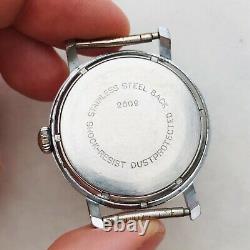 STAINLESS STEEL BACK
DUSTPROTECTED
SHOCK-RESIST
2609